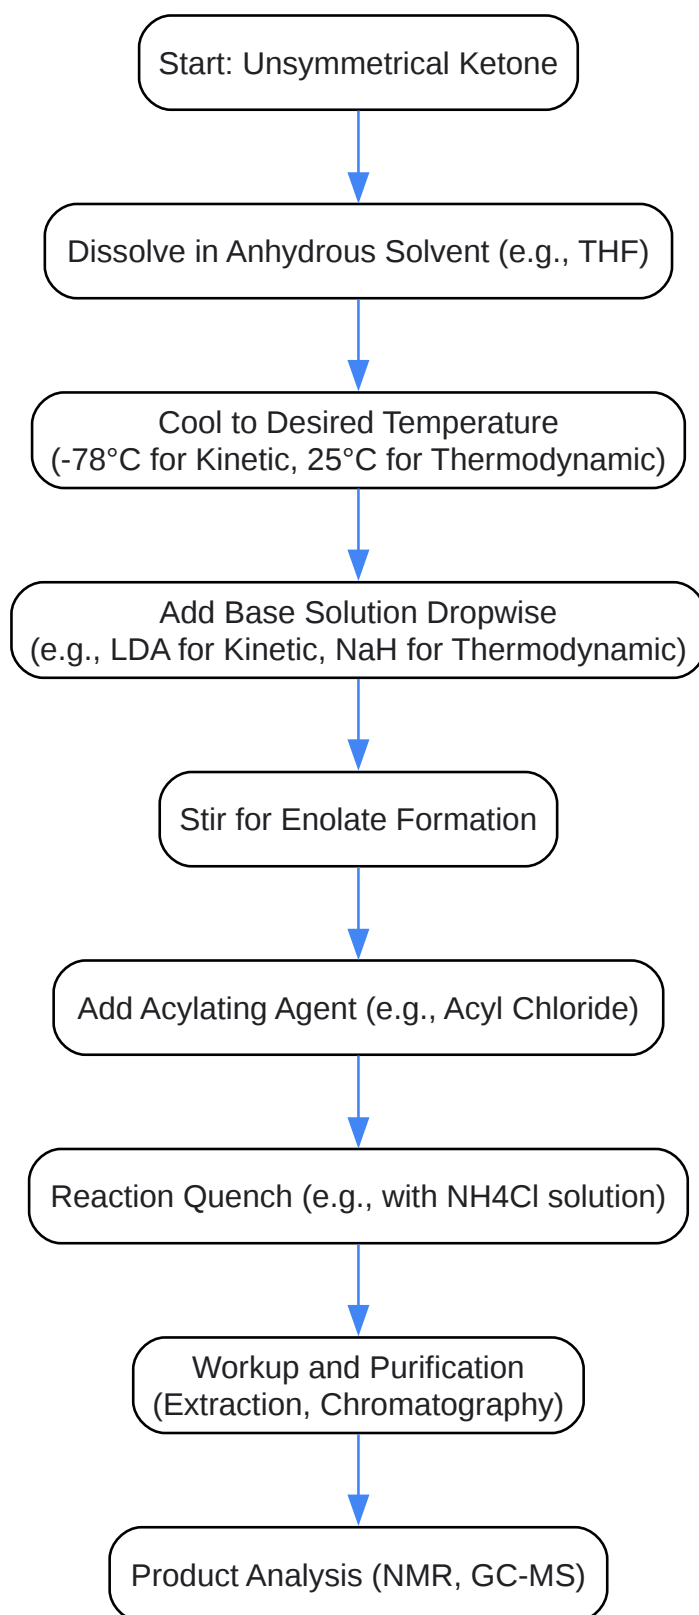 Start: Unsymmetrical Ketone
Dissolve in Anhydrous Solvent (e.g., THF)
Cool to Desired Temperature
(-78°C for Kinetic, 25°C for Thermodynamic)
Add Base Solution Dropwise
(e.g., LDA for Kinetic, NaH for Thermodynamic)
Stir for Enolate Formation
Add Acylating Agent (e.g., Acyl Chloride)
Reaction Quench (e.g., with NH4Cl solution)
Workup and Purification
(Extraction, Chromatography)
Product Analysis (NMR, GC-MS)